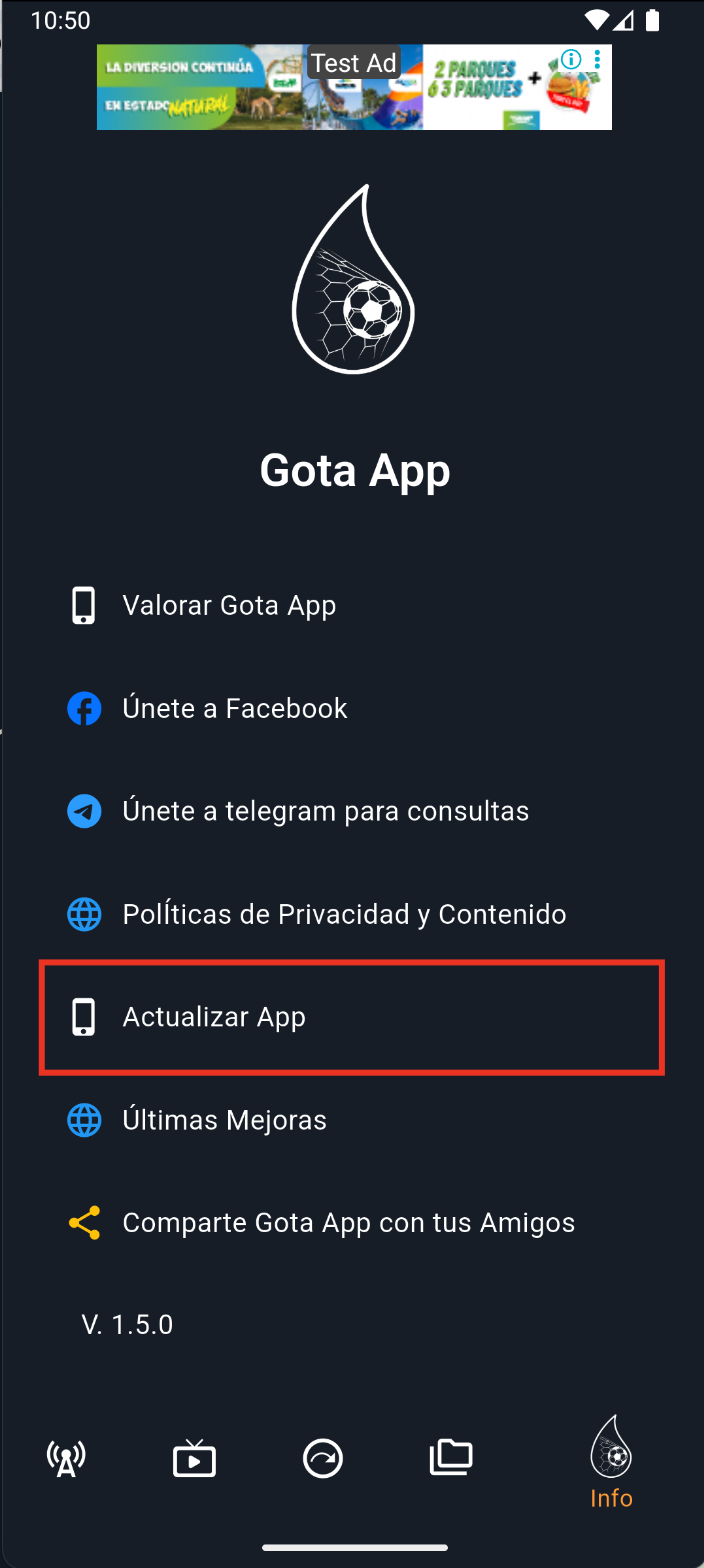 10:50
Test Ad
LA DIVERSION CONTINÚA
EN ESTADO NATURAL
2 PARQUES
ó 3 PARQUES
+
Gota App
Valorar Gota App
Únete a Facebook
Únete a telegram para consultas
PolÍticas de Privacidad y Contenido
Actualizar App
Últimas Mejoras
Comparte Gota App con tus Amigos
V. 1.5.0
Info